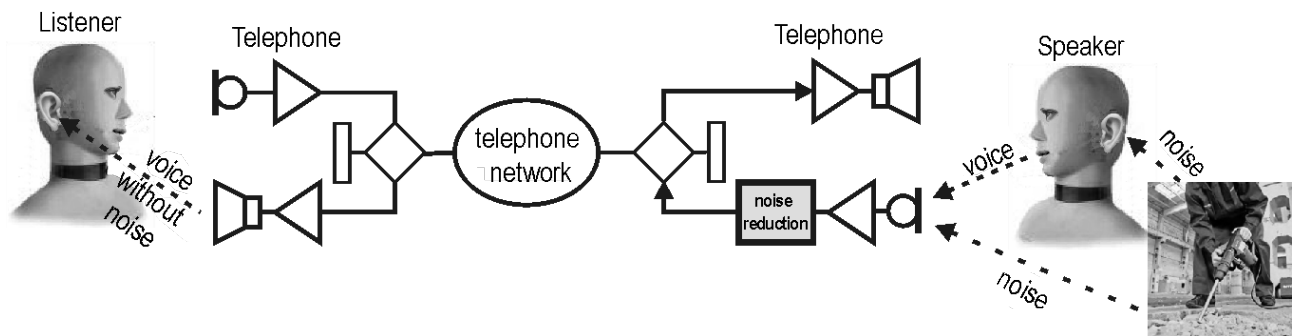 Listener
Telephone
Telephone
Speaker
telephone
network
noise
reduction
voice
without
noise
voice
noise
noise